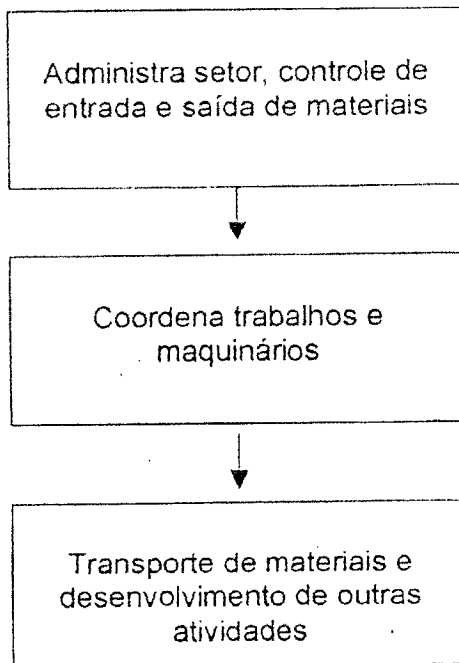 Administra setor, controle de
entrada e saída de materiais
Coordena trabalhos e
maquinários
Transporte de materiais e
desenvolvimento de outras
atividades